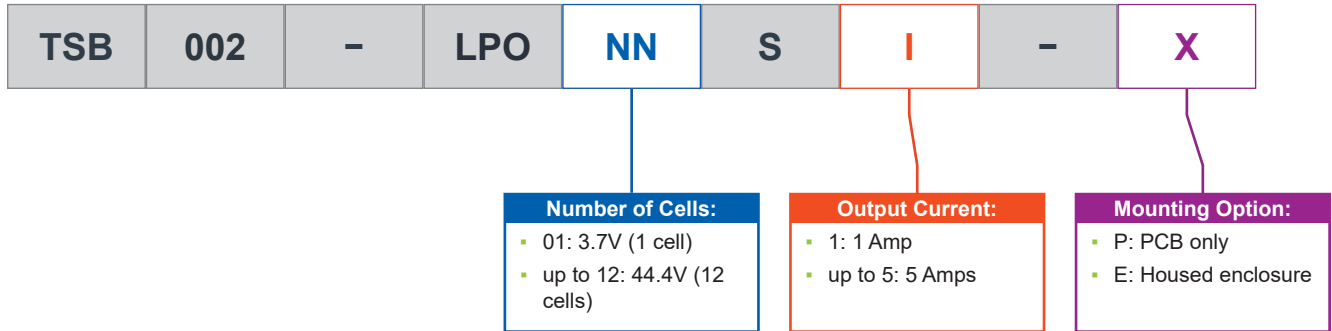 TSB 002 - LPO NN S I - X
Number of Cells:
▪ 01: 3.7V (1 cell)
▪ up to 12: 44.4V (12
cells)
Output Current:
▪ 1: 1 Amp
▪ up to 5: 5 Amps
Mounting Option:
▪ P: PCB only
▪ E: Housed enclosure